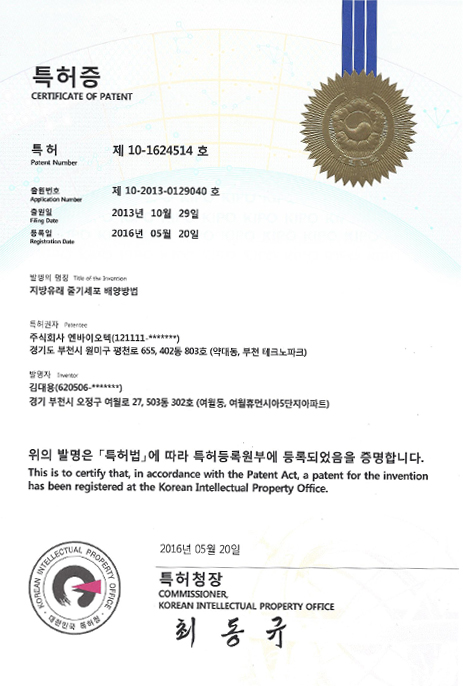 특허증
CERTIFICATE OF PATENT
특 허 제 10-1624514 호
Patent Number
출원번호 제 10-2013-0129040 호
Application Number
출원일 2013년 10월 29일
Filing Date
등록일 2016년 05월 20일
Registration Date
발명의 명칭 Title of the Invention
지방유래 줄기세포 배양방법
특허권자 Patentee
주식회사 엔바이오텍(121111-*******)
경기도 부천시 원미구 평천로 655, 402동 803호 (약대동, 부천 테크노파크)
발명자 Inventor
김대용(620506-*******)
경기 부천시 오정구 여월로 27, 503동 302호 (여월동, 여월휴먼시아5단지아파트)
위의 발명은 「특허법」에 따라 특허등록원부에 등록되었음을 증명합니다.
This is to certify that, in accordance with the Patent Act, a patent for the invention
has been registered at the Korean Intellectual Property Office.
2016년 05월 20일
특허청장
COMMISSIONER,
KOREAN INTELLECTUAL PROPERTY OFFICE
최동규
KOREAN INTELLECTUAL PROPERTY OFFICE
대한민국 특허청